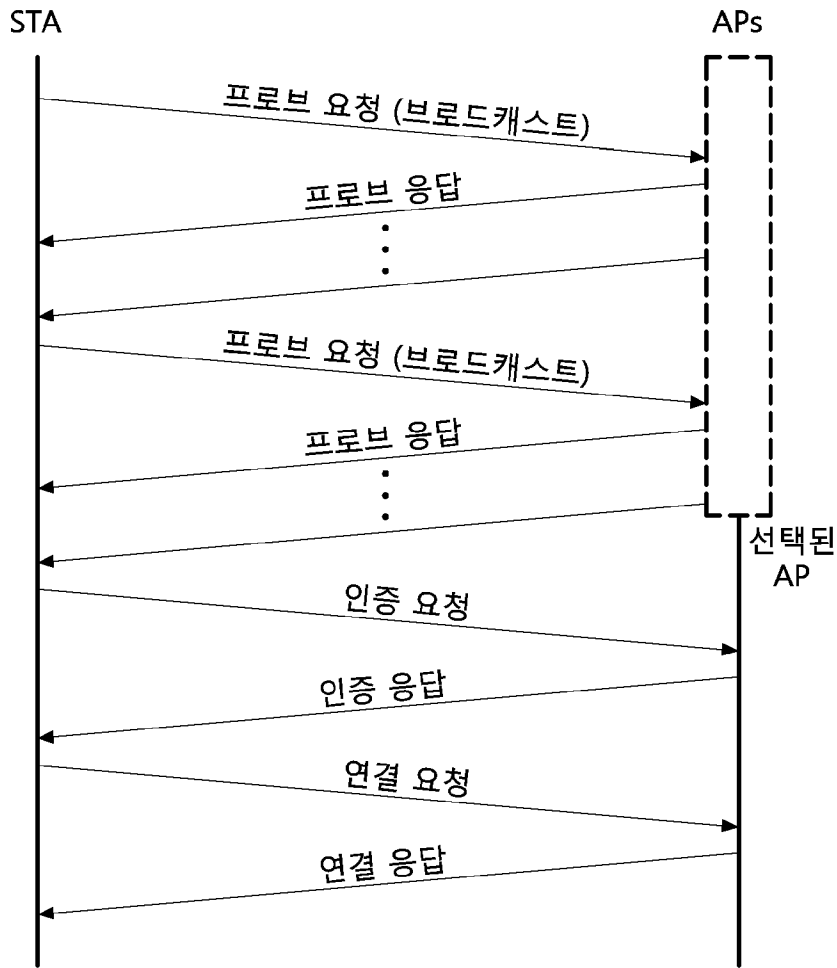 STA
APs
프로브 요청 (브로드캐스트)
프로브 응답
프로브 요청 (브로드캐스트)
프로브 응답
선택된
AP
인증 요청
인증 응답
연결 요청
연결 응답